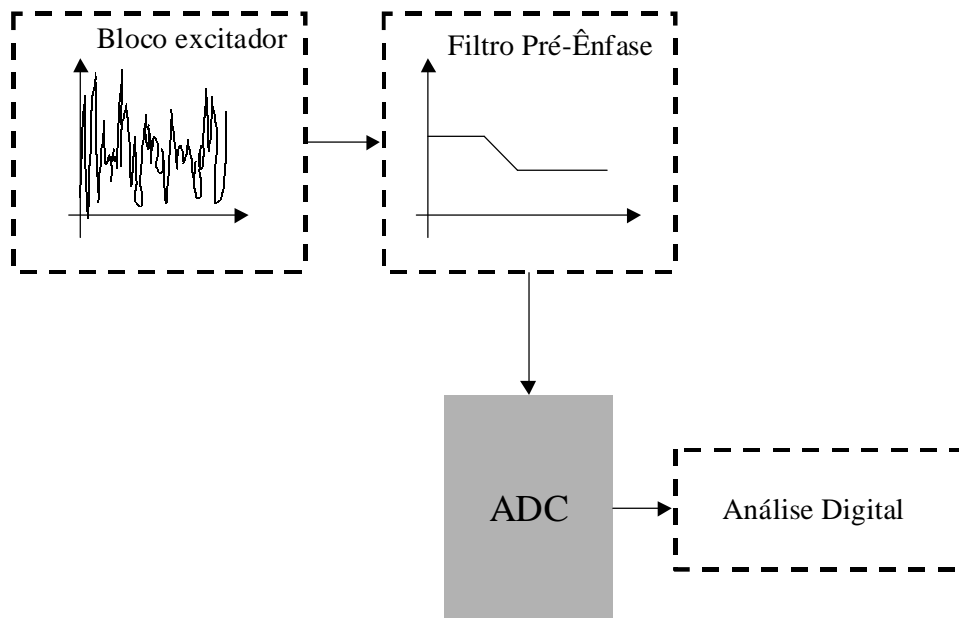 Bloco excitador
Filtro Pré-Ênfase
ADC
Análise Digital